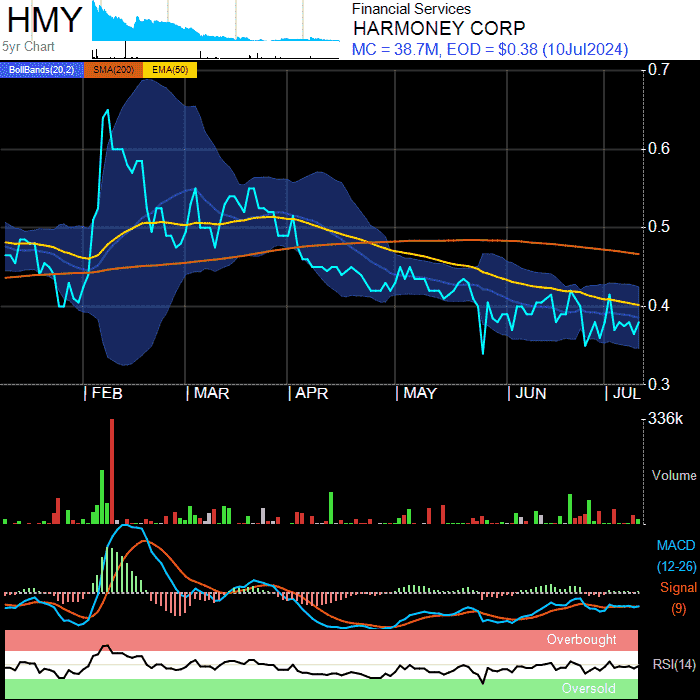 HMY
5yr Chart
Financial Services
HARMONEY CORP
MC = 38.7M, EOD = $0.38 (10Jul2024)
BollBands(20,2) SMA(200) EMA(50)
0.7
0.6
0.5
0.4
0.3
FEB MAR APR MAY JUN JUL
336k
Volume
MACD
(12-26)
Signal
(9)
Overbought
RSI(14)
Oversold